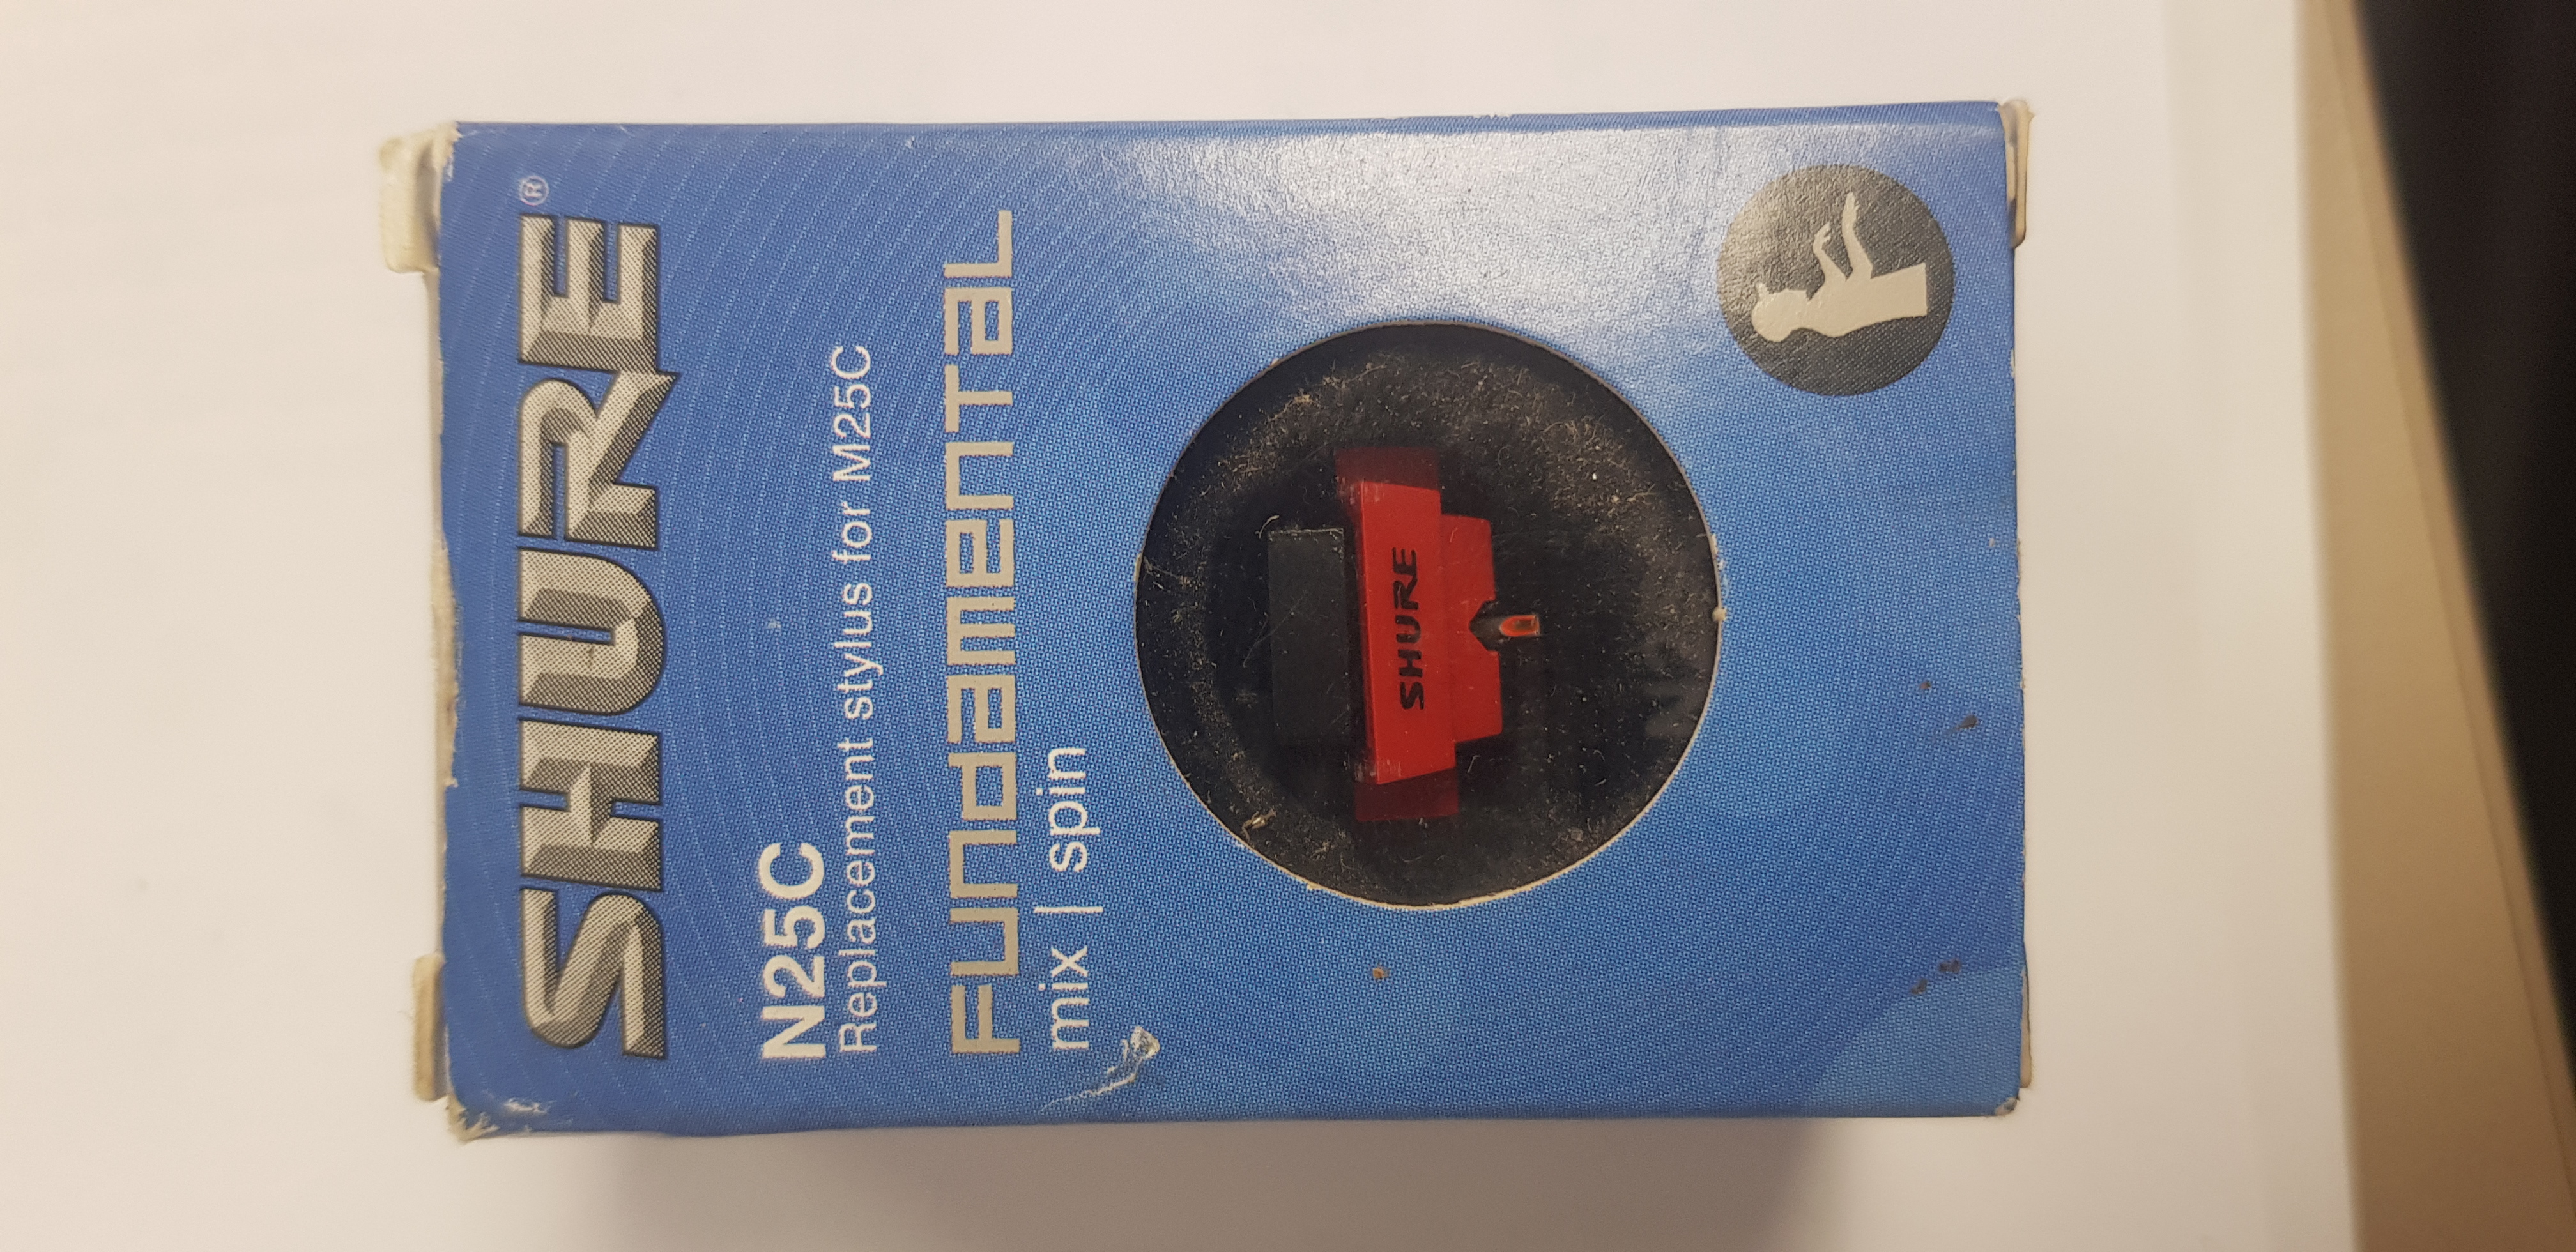 SHURE®
N25C
Replacement stylus for M25C
Fundamental
mix | spin
SHURE